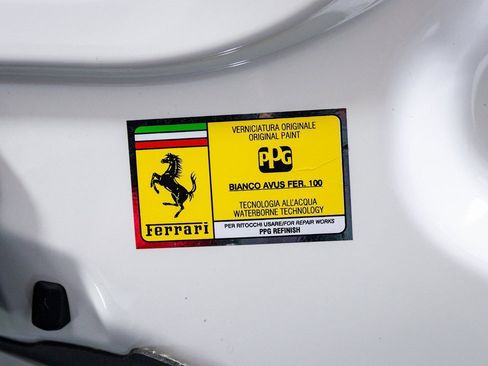 VERNICIATURA ORIGINALE
ORIGINAL PAINT
PPG
BIANCO AVUS FER. 100
TECNOLOGIA ALL'ACQUA
WATERBORNE TECHNOLOGY
Ferrari
PER RITOCCHI USARE/FOR REPAIR WORKS
PPG REFINISH